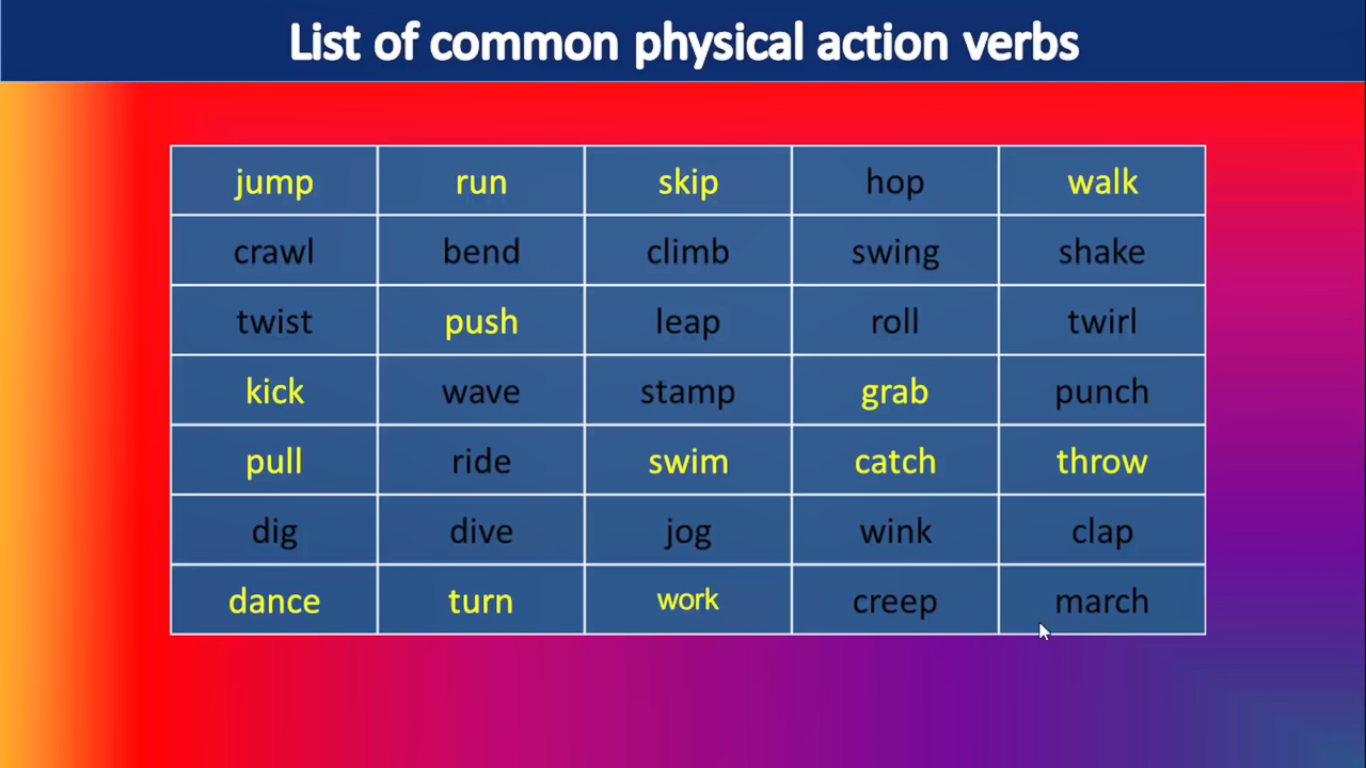 List of common physical action verbs
jump run skip hop walk
crawl bend climb swing shake
twist push leap roll twirl
kick wave stamp grab punch
pull ride swim catch throw
dig dive jog wink clap
dance turn work creep march